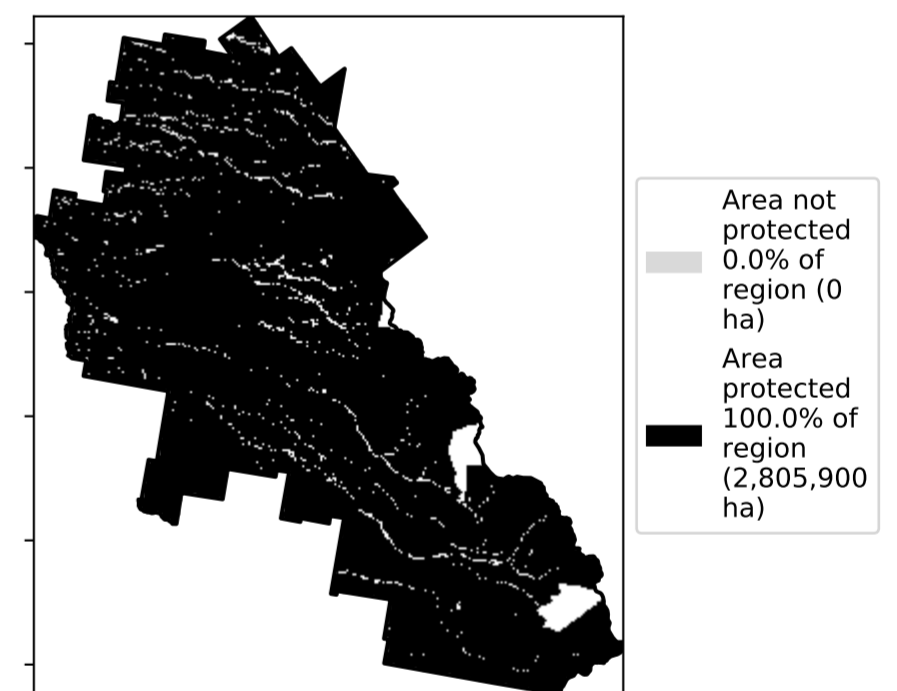 Area not
protected
0.0% of
region (0
ha)
Area
protected
100.0% of
region
(2,805,900
ha)